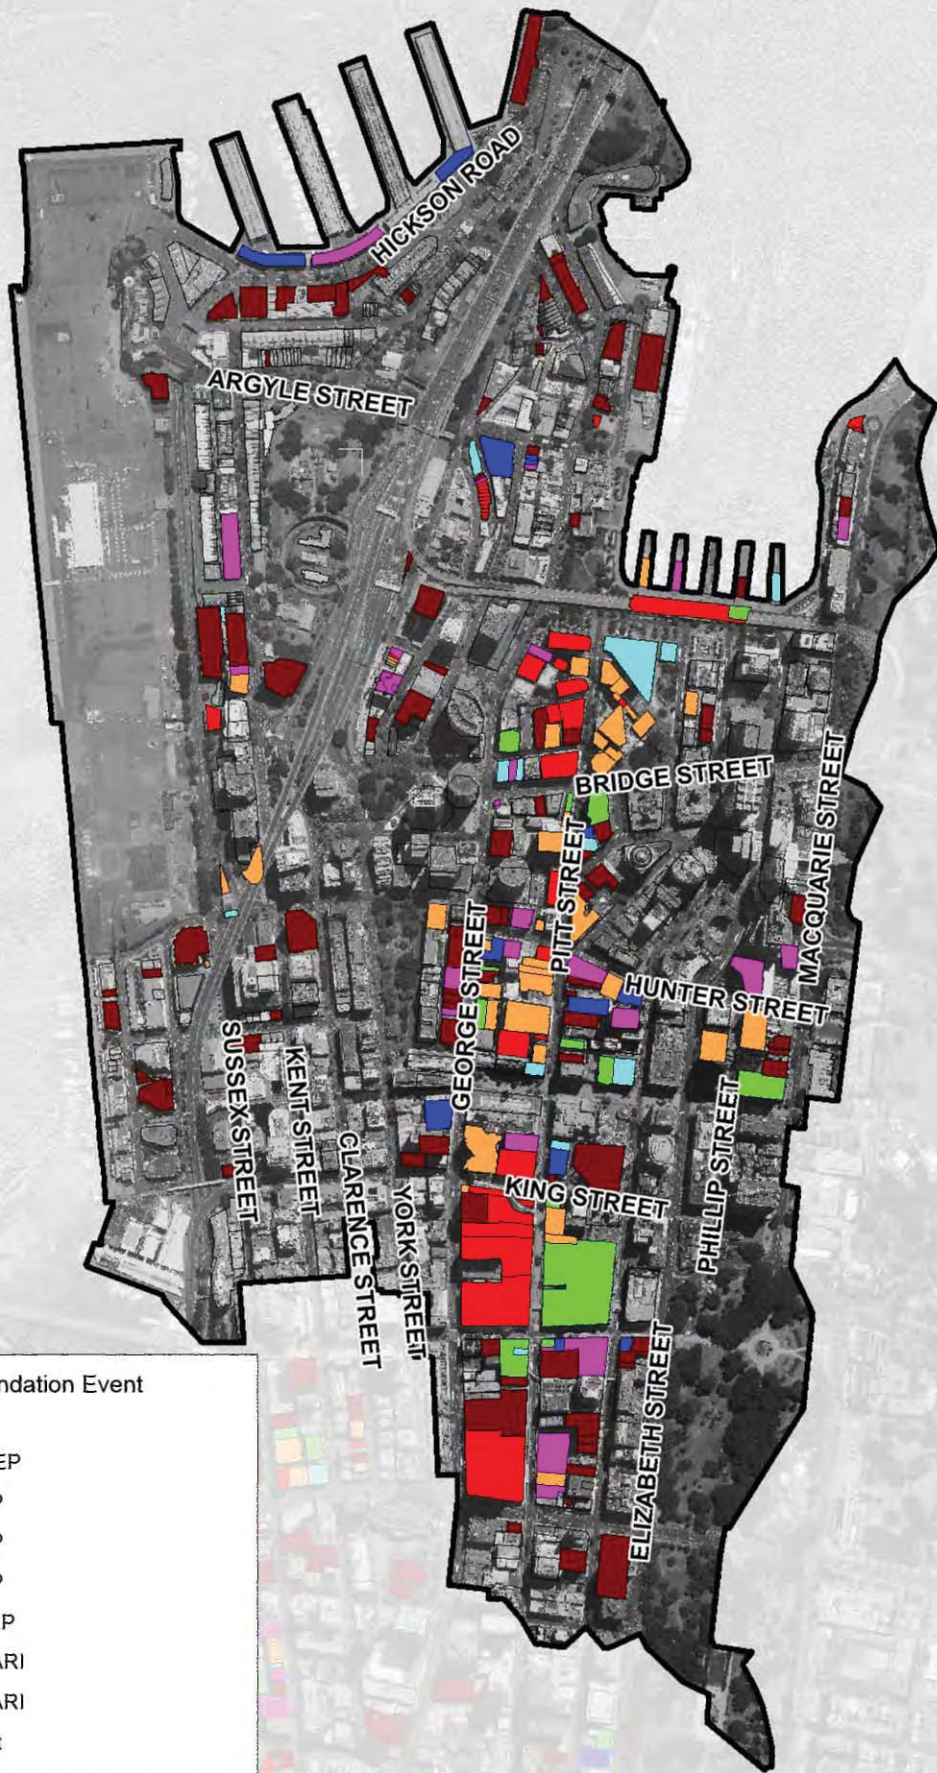 HICKSON ROAD
ARGYLE STREET
BRIDGE STREET
MACQUARIE STREET
PITT STREET
GEORGE STREET
HUNTER STREET
SUSSEX STREET
KENT STREET
CLARENCE STREET
YORK STREET
KING STREET
PHILLIP STREET
ELIZABETH STREET
ndation Event
EP
P
P
P
P
ARI
ARI
t